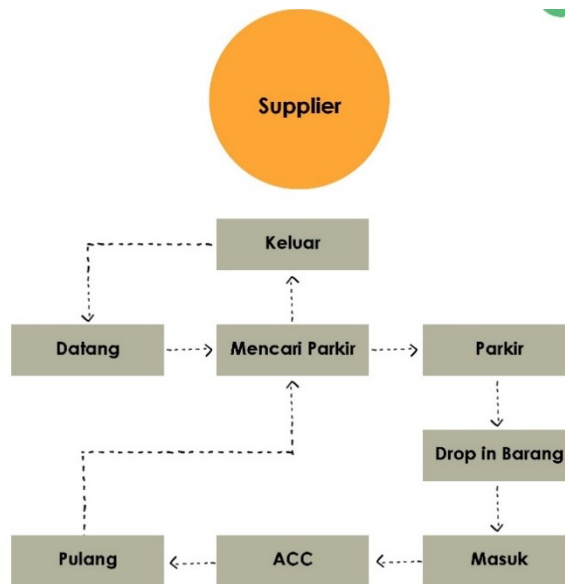 Supplier
Keluar
Datang
Mencari Parkir
Parkir
Drop in Barang
Pulang
ACC
Masuk